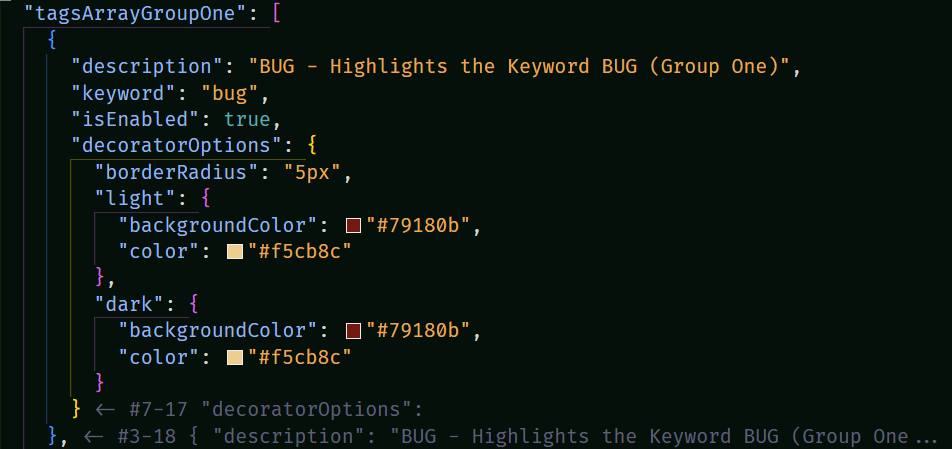 "tagsArrayGroupOne": [
{
"description": "BUG - Highlights the Keyword BUG (Group One)",
"keyword": "bug",
"isEnabled": true,
"decoratorOptions": {
"borderRadius": "5px",
"light": {
"backgroundColor": "#79180b",
"color": "#f5cb8c"
},
"dark": {
"backgroundColor": "#79180b",
"color": "#f5cb8c"
}
} <- #7-17 "decoratorOptions":
}, <- #3-18 { "description": "BUG - Highlights the Keyword BUG (Group One...